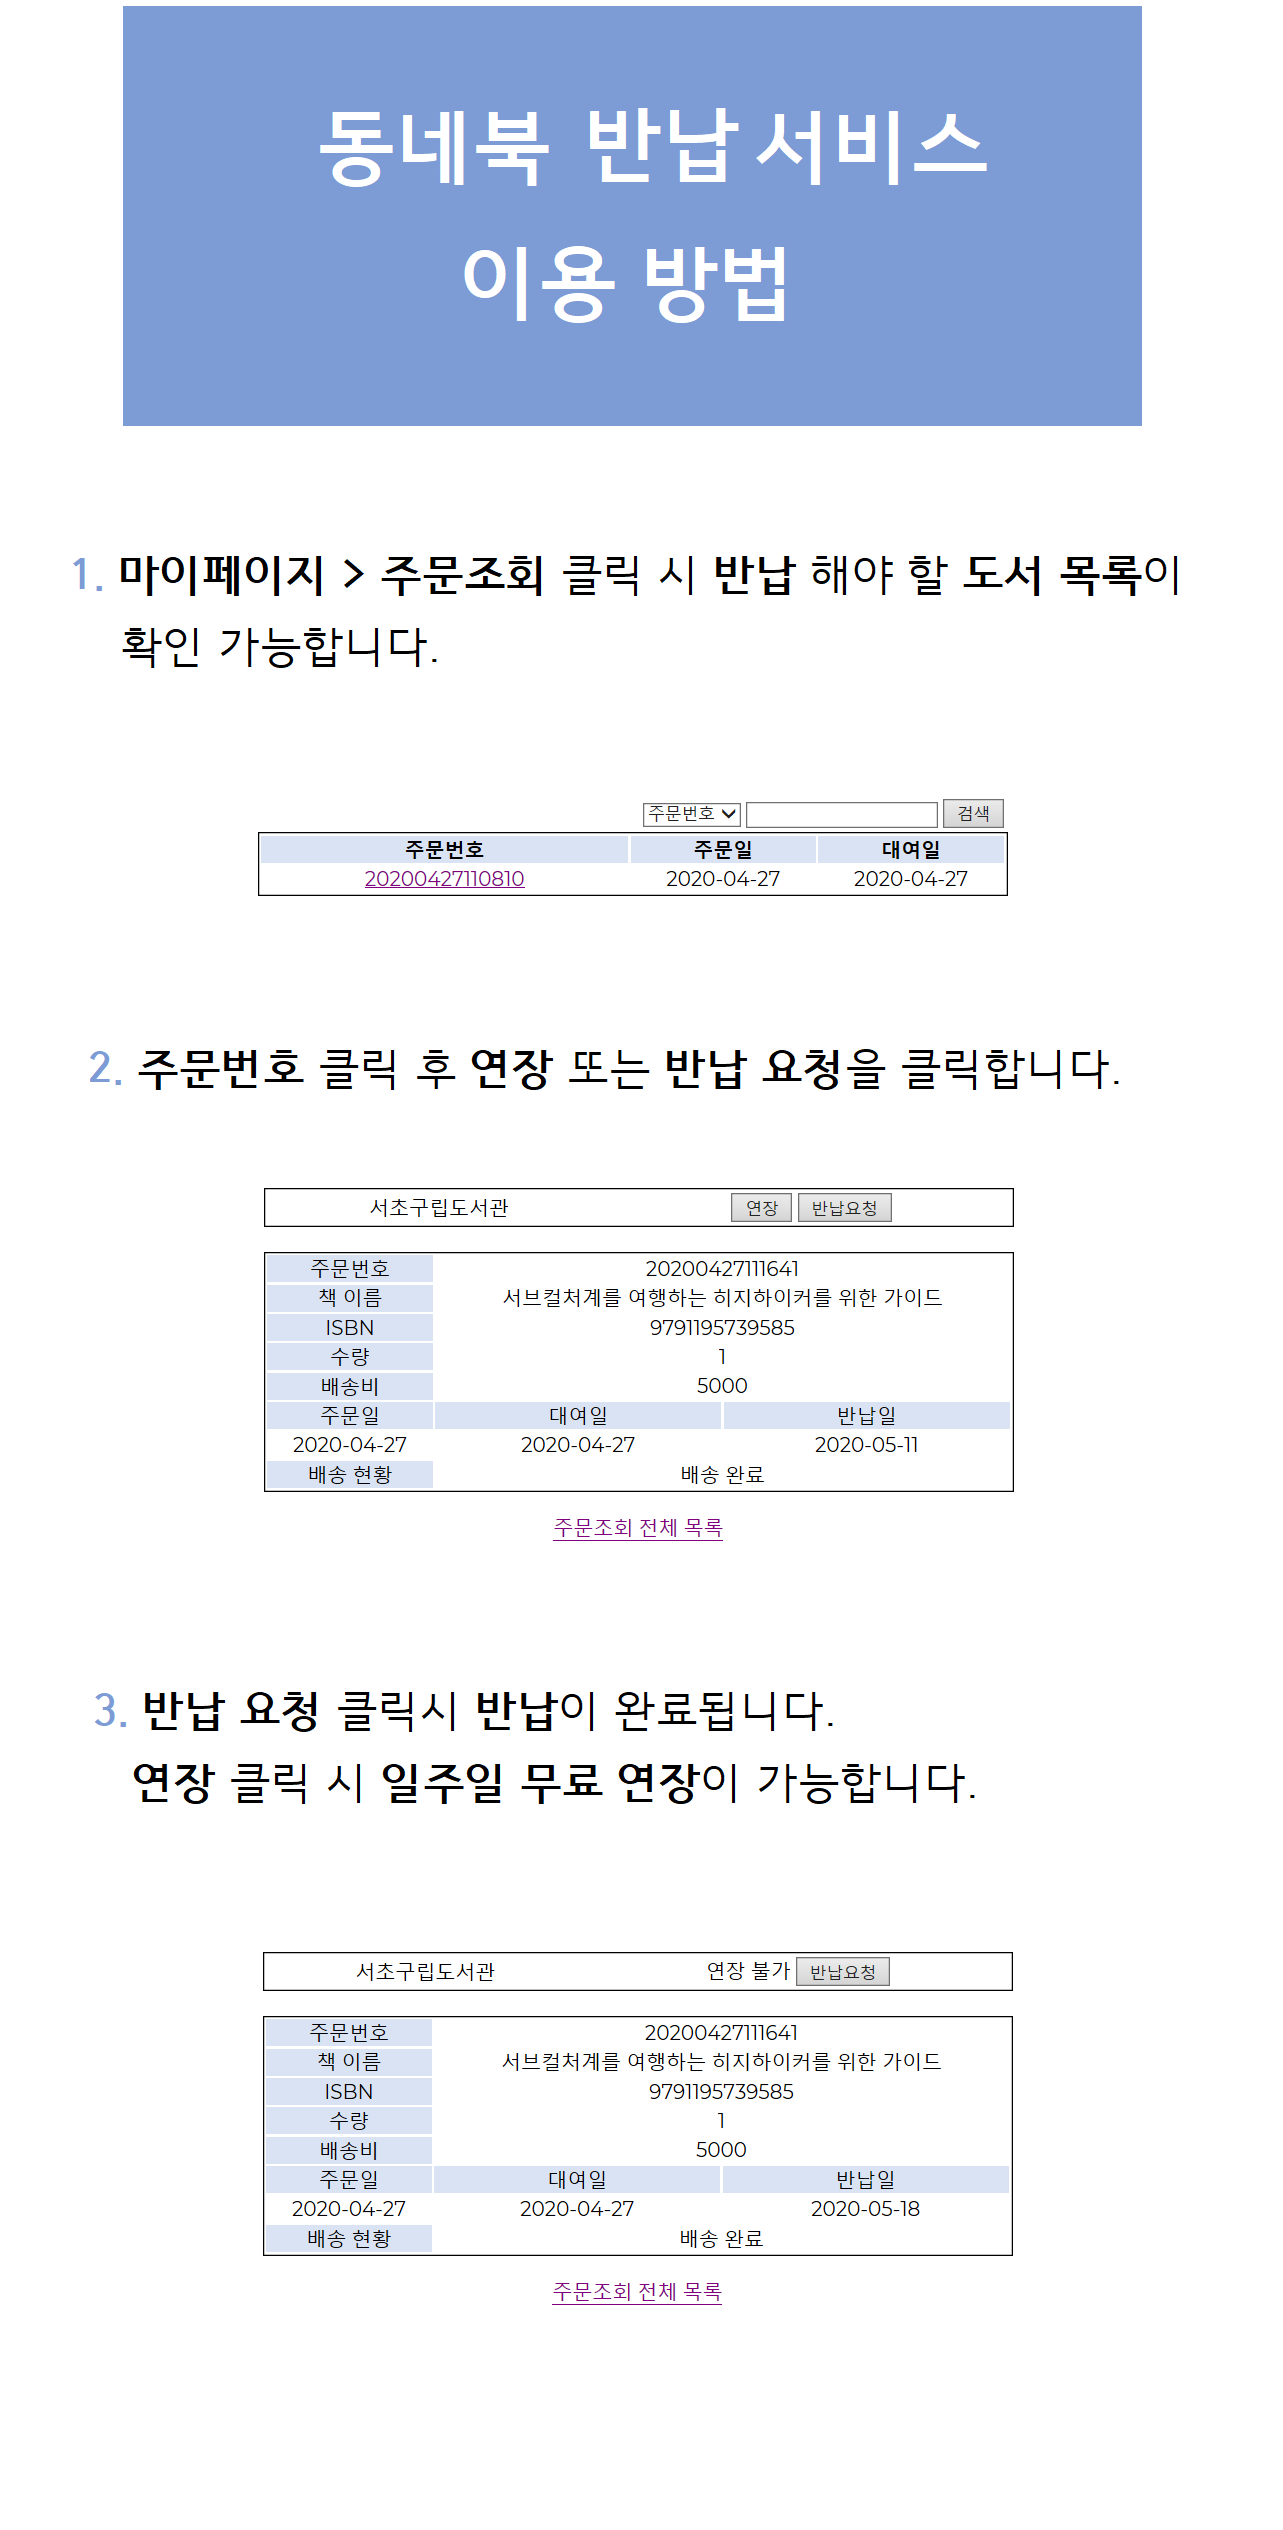 동네북 반납 서비스
이용 방법
1. 마이페이지 > 주문조회 클릭 시 반납 해야 할 도서 목록이
확인 가능합니다.
주문번호 검색
주문번호 주문일 대여일
20200427110810 2020-04-27 2020-04-27
2. 주문번호 클릭 후 연장 또는 반납 요청을 클릭합니다.
서초구립도서관 연장 반납요청
주문번호 20200427111641
책 이름 서브컬처계를 여행하는 히지하이커를 위한 가이드
ISBN 9791195739585
수량 1
배송비 5000
주문일 대여일 반납일
2020-04-27 2020-04-27 2020-05-11
배송 현황 배송 완료
주문조회 전체 목록
3. 반납 요청 클릭시 반납이 완료됩니다.
연장 클릭 시 일주일 무료 연장이 가능합니다.
서초구립도서관 연장 불가 반납요청
주문번호 20200427111641
책 이름 서브컬처계를 여행하는 히지하이커를 위한 가이드
ISBN 9791195739585
수량 1
배송비 5000
주문일 대여일 반납일
2020-04-27 2020-04-27 2020-05-18
배송 현황 배송 완료
주문조회 전체 목록